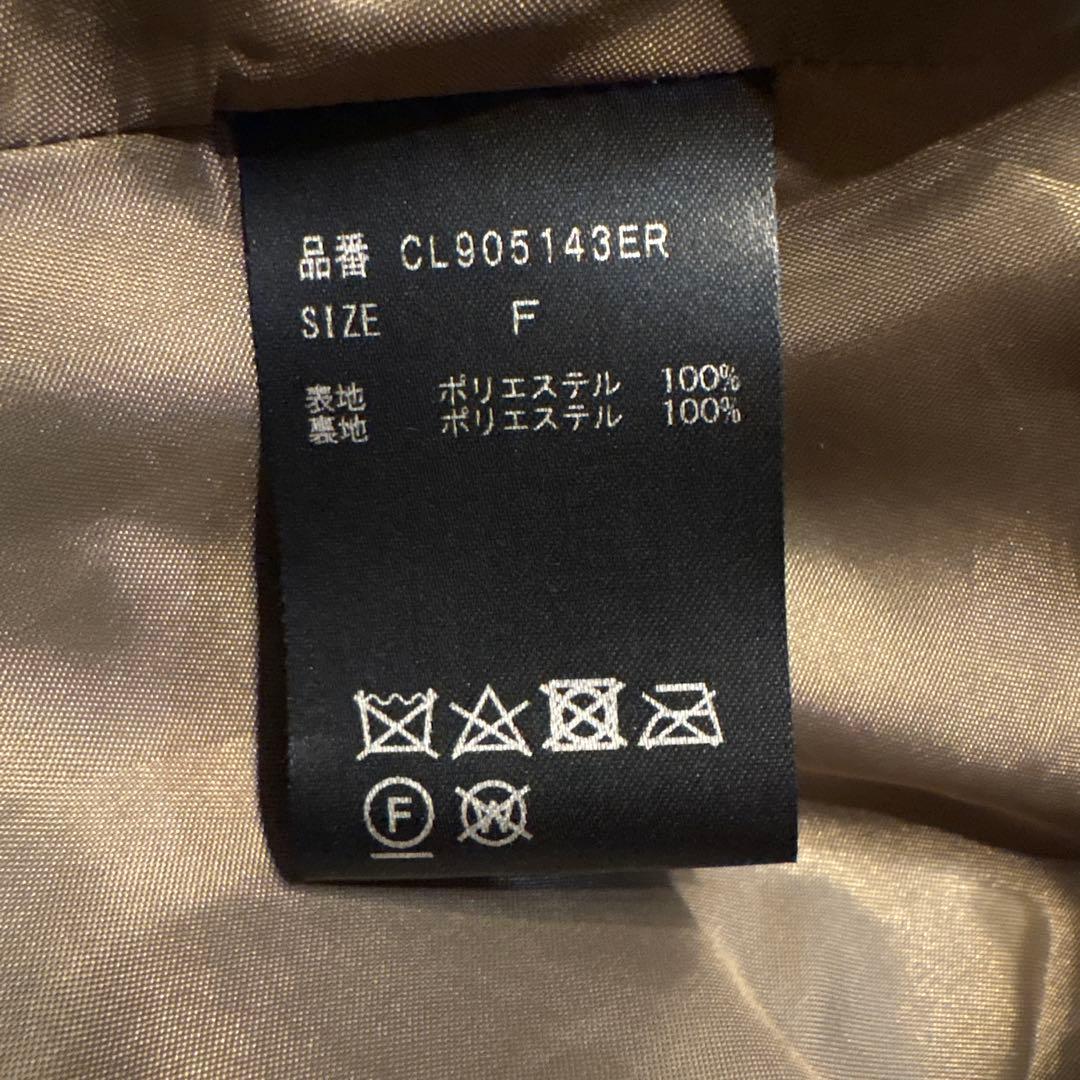 品番 CL905143ER
SIZE F
表地 ポリエステル 100%
裏地 ポリエステル 100%
F W